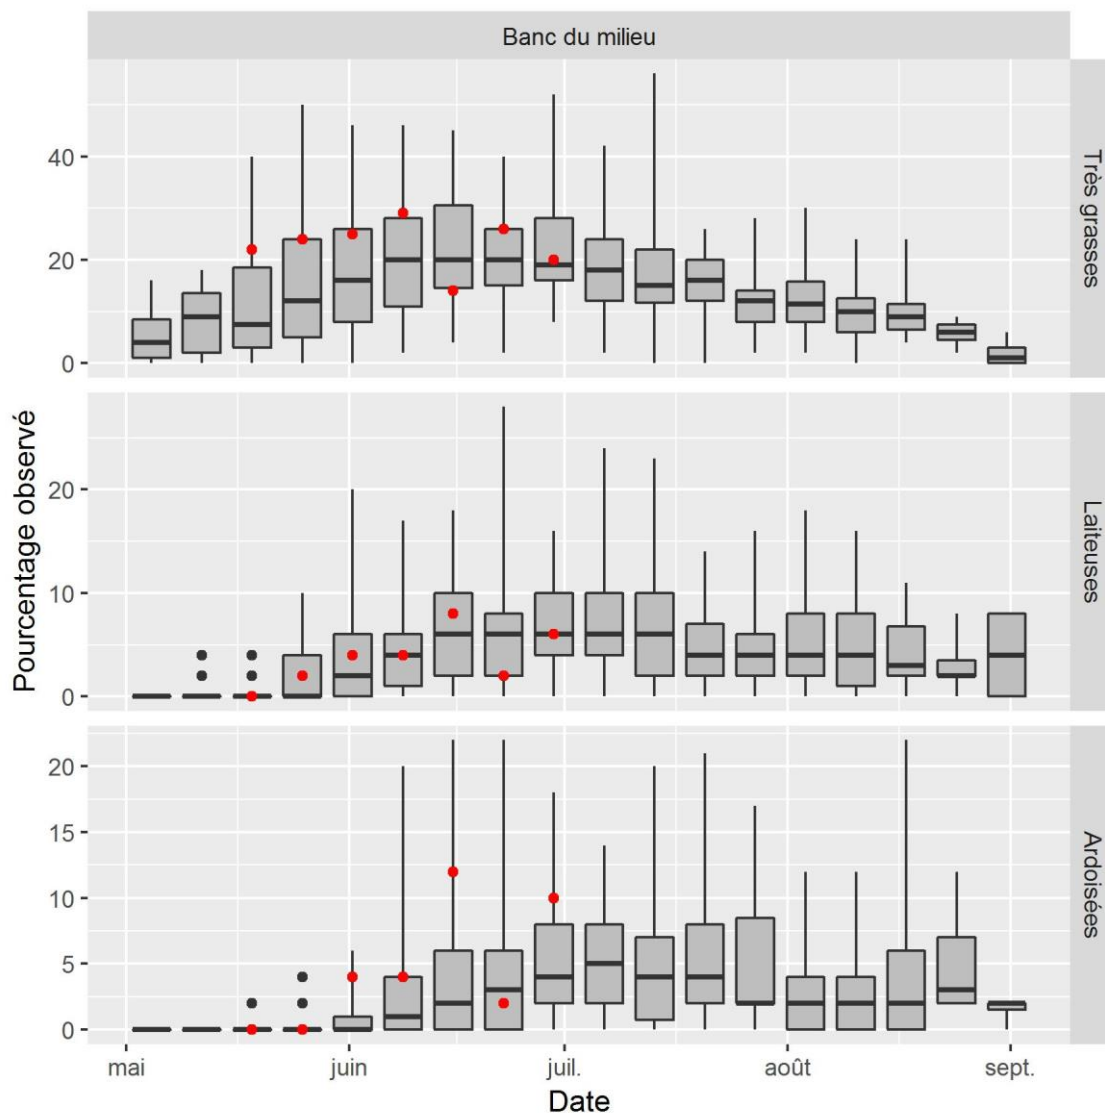 Banc du milieu
Pourcentage observé
40
20
0
Très grasses
20
10
0
Laiteuses
20
15
10
5
0
Ardoisées
mai juin juil. août sept.
Date